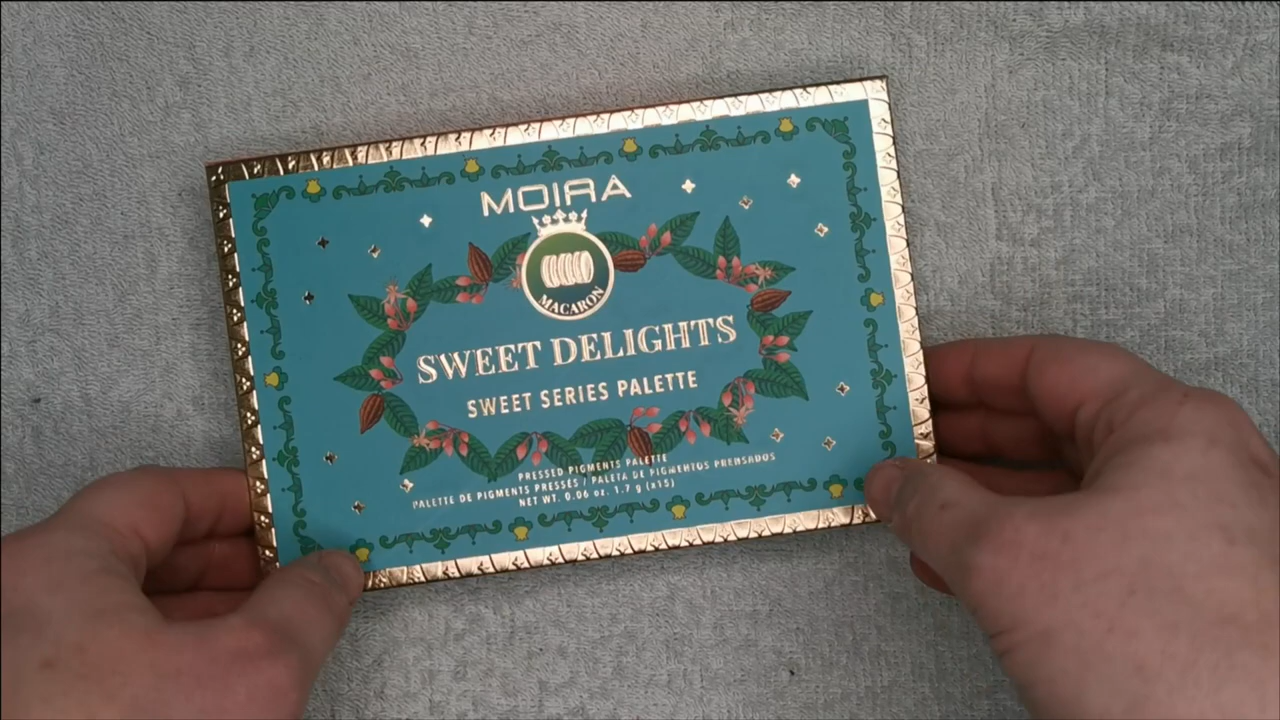 MOIRA
MACARON
SWEET DELIGHTS
SWEET SERIES PALETTE
PRESSED PIGMENTS PALETTE
PALETTE DE PIGMENTS PRESSÉS / PALETA DE PIGMENTOS PRENSADOS
NET WT. 0.06 oz. 1.7 g (x15)